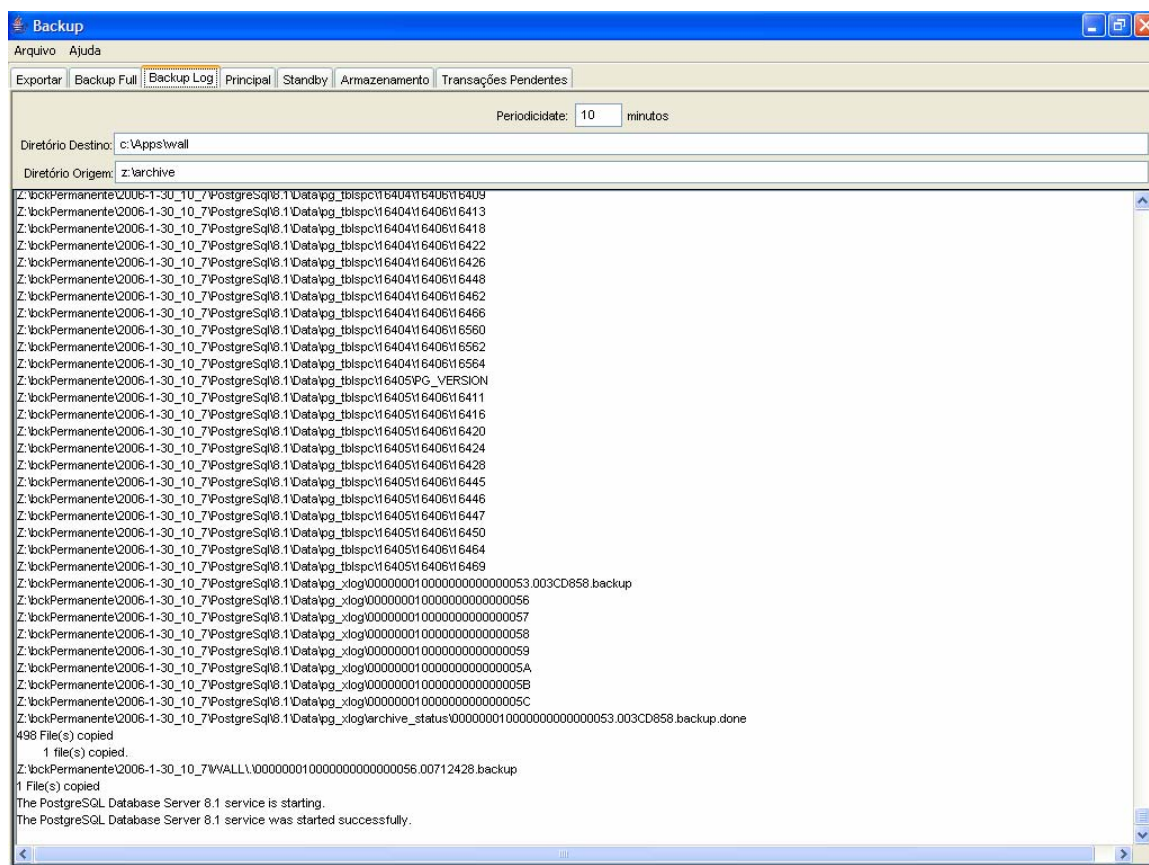 Backup
Arquivo Ajuda
Exportar Backup Full Backup Log Principal Standby Armazenamento Transações Pendentes
Periodicidate: 10 minutos
Diretório Destino: c:\Apps\wall
Diretório Origem: z:\archive
Z:\bckPermanente\2006-1-30_10_7\PostgreSql\8.1\Data\pg_tblspc\16404\16406\16409
Z:\bckPermanente\2006-1-30_10_7\PostgreSql\8.1\Data\pg_tblspc\16404\16406\16413
Z:\bckPermanente\2006-1-30_10_7\PostgreSql\8.1\Data\pg_tblspc\16404\16406\16418
Z:\bckPermanente\2006-1-30_10_7\PostgreSql\8.1\Data\pg_tblspc\16404\16406\16422
Z:\bckPermanente\2006-1-30_10_7\PostgreSql\8.1\Data\pg_tblspc\16404\16406\16426
Z:\bckPermanente\2006-1-30_10_7\PostgreSql\8.1\Data\pg_tblspc\16404\16406\16448
Z:\bckPermanente\2006-1-30_10_7\PostgreSql\8.1\Data\pg_tblspc\16404\16406\16462
Z:\bckPermanente\2006-1-30_10_7\PostgreSql\8.1\Data\pg_tblspc\16404\16406\16466
Z:\bckPermanente\2006-1-30_10_7\PostgreSql\8.1\Data\pg_tblspc\16404\16406\16560
Z:\bckPermanente\2006-1-30_10_7\PostgreSql\8.1\Data\pg_tblspc\16404\16406\16562
Z:\bckPermanente\2006-1-30_10_7\PostgreSql\8.1\Data\pg_tblspc\16404\16406\16564
Z:\bckPermanente\2006-1-30_10_7\PostgreSql\8.1\Data\pg_tblspc\16405\PG_VERSION
Z:\bckPermanente\2006-1-30_10_7\PostgreSql\8.1\Data\pg_tblspc\16405\16406\16411
Z:\bckPermanente\2006-1-30_10_7\PostgreSql\8.1\Data\pg_tblspc\16405\16406\16416
Z:\bckPermanente\2006-1-30_10_7\PostgreSql\8.1\Data\pg_tblspc\16405\16406\16420
Z:\bckPermanente\2006-1-30_10_7\PostgreSql\8.1\Data\pg_tblspc\16405\16406\16424
Z:\bckPermanente\2006-1-30_10_7\PostgreSql\8.1\Data\pg_tblspc\16405\16406\16428
Z:\bckPermanente\2006-1-30_10_7\PostgreSql\8.1\Data\pg_tblspc\16405\16406\16445
Z:\bckPermanente\2006-1-30_10_7\PostgreSql\8.1\Data\pg_tblspc\16405\16406\16446
Z:\bckPermanente\2006-1-30_10_7\PostgreSql\8.1\Data\pg_tblspc\16405\16406\16447
Z:\bckPermanente\2006-1-30_10_7\PostgreSql\8.1\Data\pg_tblspc\16405\16406\16450
Z:\bckPermanente\2006-1-30_10_7\PostgreSql\8.1\Data\pg_tblspc\16405\16406\16464
Z:\bckPermanente\2006-1-30_10_7\PostgreSql\8.1\Data\pg_tblspc\16405\16406\16469
Z:\bckPermanente\2006-1-30_10_7\PostgreSql\8.1\Data\pg_xlog\000000010000000000000053.003CD858.backup
Z:\bckPermanente\2006-1-30_10_7\PostgreSql\8.1\Data\pg_xlog\000000010000000000000056
Z:\bckPermanente\2006-1-30_10_7\PostgreSql\8.1\Data\pg_xlog\000000010000000000000057
Z:\bckPermanente\2006-1-30_10_7\PostgreSql\8.1\Data\pg_xlog\000000010000000000000058
Z:\bckPermanente\2006-1-30_10_7\PostgreSql\8.1\Data\pg_xlog\000000010000000000000059
Z:\bckPermanente\2006-1-30_10_7\PostgreSql\8.1\Data\pg_xlog\00000001000000000000005A
Z:\bckPermanente\2006-1-30_10_7\PostgreSql\8.1\Data\pg_xlog\00000001000000000000005B
Z:\bckPermanente\2006-1-30_10_7\PostgreSql\8.1\Data\pg_xlog\00000001000000000000005C
Z:\bckPermanente\2006-1-30_10_7\PostgreSql\8.1\Data\pg_xlog\archive_status\000000010000000000000053.003CD858.backup.done
498 File(s) copied
1 file(s) copied.
Z:\bckPermanente\2006-1-30_10_7\WALL\.\000000010000000000000056.00712428.backup
1 File(s) copied
The PostgreSQL Database Server 8.1 service is starting.
The PostgreSQL Database Server 8.1 service was started successfully.